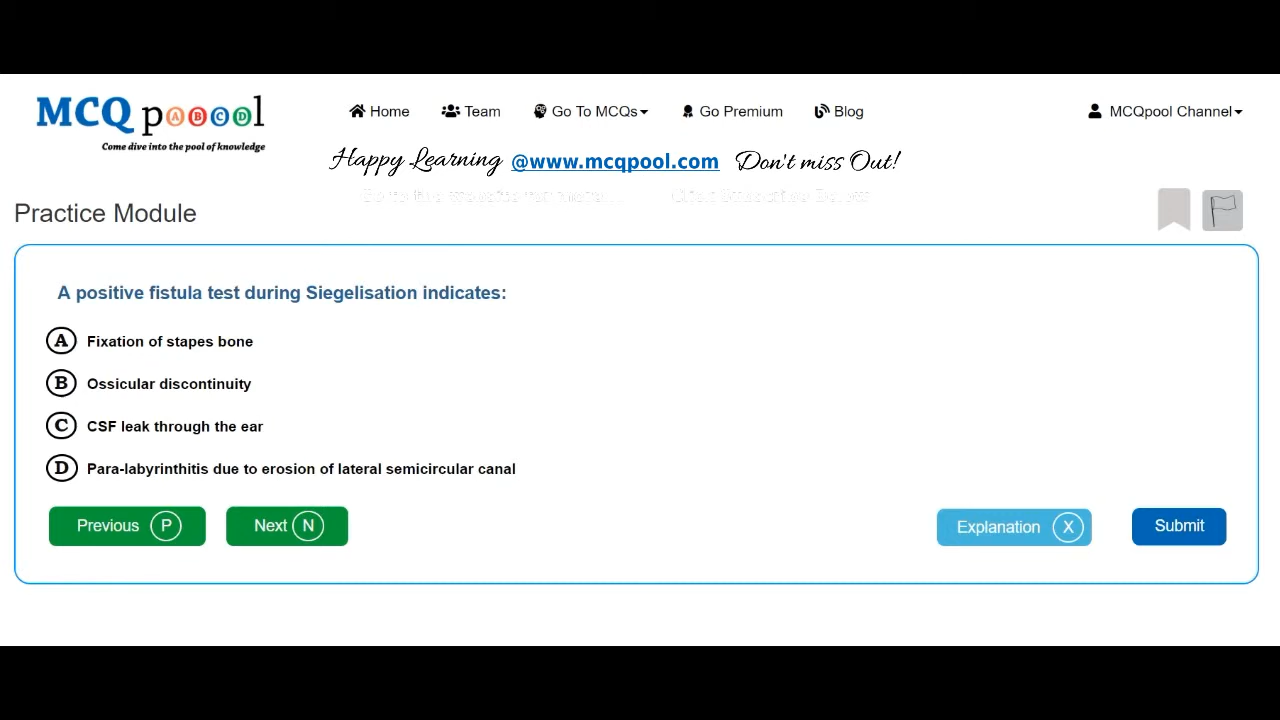 MCQ pABCDl
Come dive into the pool of knowledge
Home Team Go To MCQs Go Premium Blog MCQpool Channel
Happy Learning @www.mcqpool.com Don't miss Out!
Practice Module
A positive fistula test during Siegelisation indicates:
A Fixation of stapes bone
B Ossicular discontinuity
C CSF leak through the ear
D Para-labyrinthitis due to erosion of lateral semicircular canal
Previous P Next N Explanation X Submit